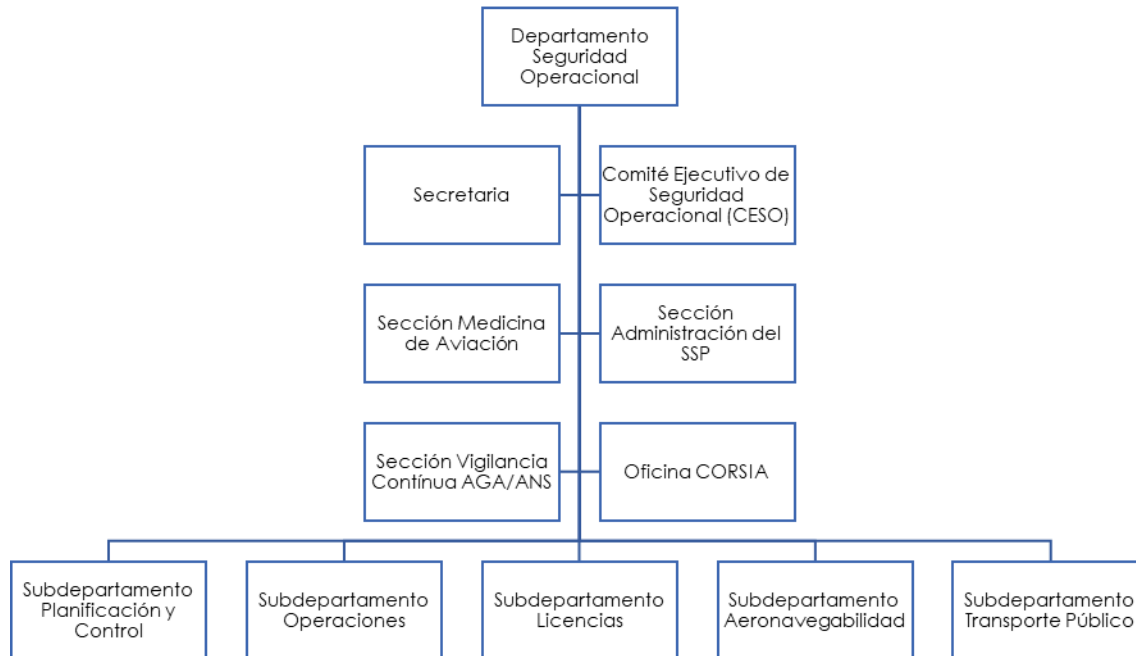 Departamento
Seguridad
Operacional
Secretaria
Comité Ejecutivo de
Seguridad
Operacional (CESO)
Sección Medicina
de Aviación
Sección
Administración del
SSP
Sección Vigilancia
Contínua AGA/ANS
Oficina CORSIA
Subdepartamento
Planificación y
Control
Subdepartamento
Operaciones
Subdepartamento
Licencias
Subdepartamento
Aeronavegabilidad
Subdepartamento
Transporte Público